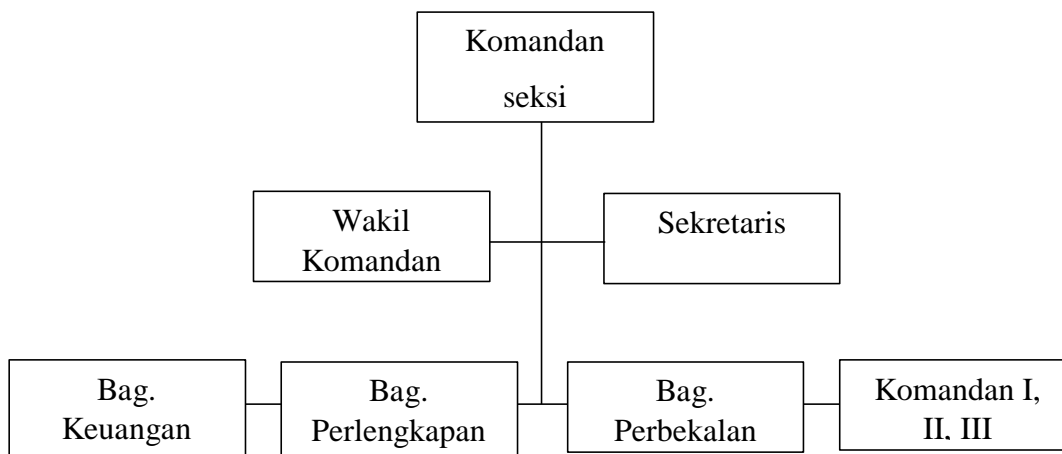 Komandan
seksi
Wakil
Komandan
Sekretaris
Bag.
Keuangan
Bag.
Perlengkapan
Bag.
Perbekalan
Komandan I,
II, III